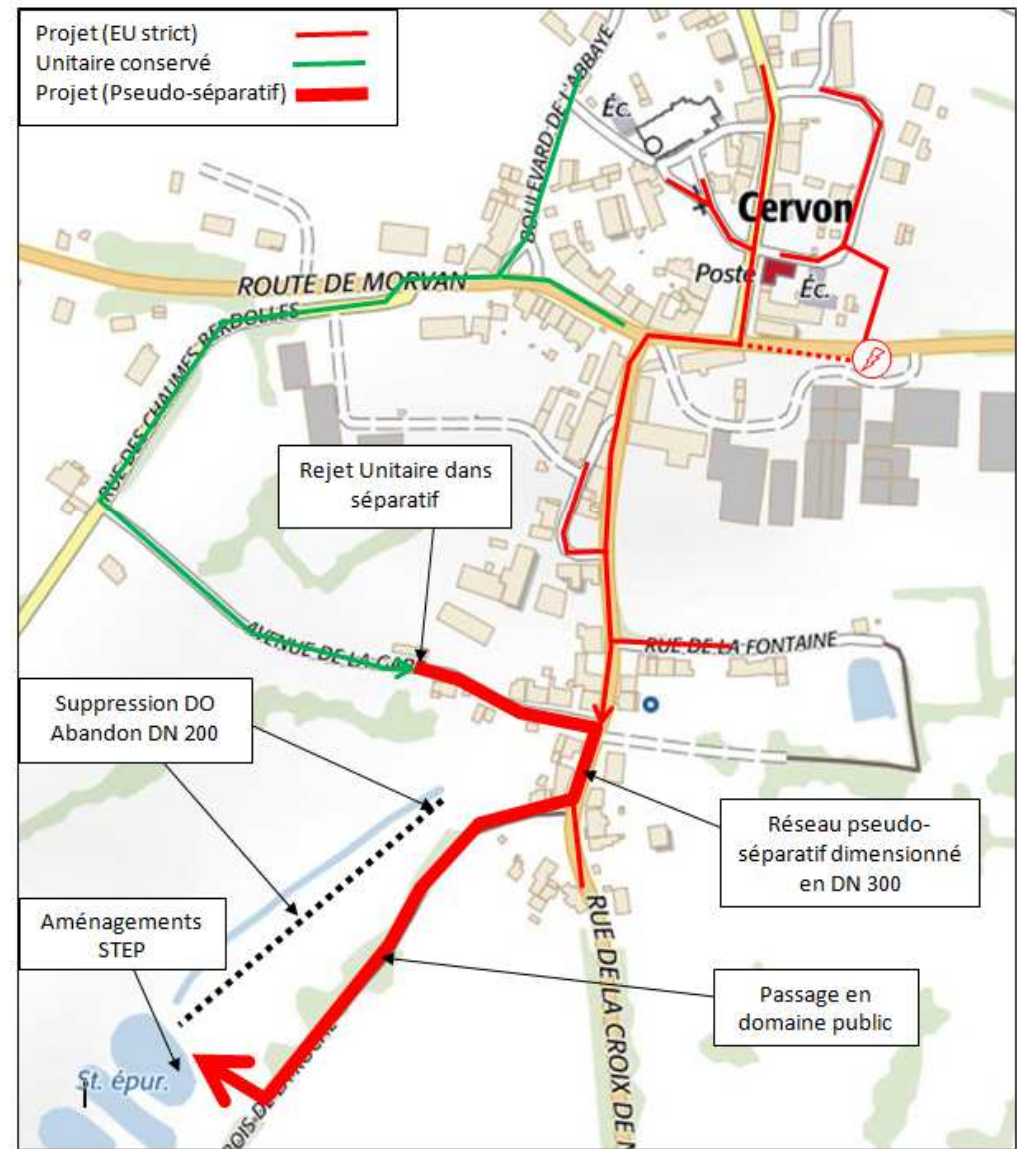 Projet (EU strict)
Unitaire conservé
Projet (Pseudo-séparatif)
BOULEVARD DE L'ABBAYE
Éc.
Cervon
ROUTE DE MORVAN
Poste
Éc.
RUE DES CHAUMES BERDOLLES
Rejet Unitaire dans
séparatif
AVENUE DE LA GAR
RUE DE LA FONTAINE
Suppression DO
Abandon DN 200
Réseau pseudo-
séparatif dimensionné
en DN 300
Aménagements
STEP
RUE DE LA CROIX DE
Passage en
domaine public
St. épur.